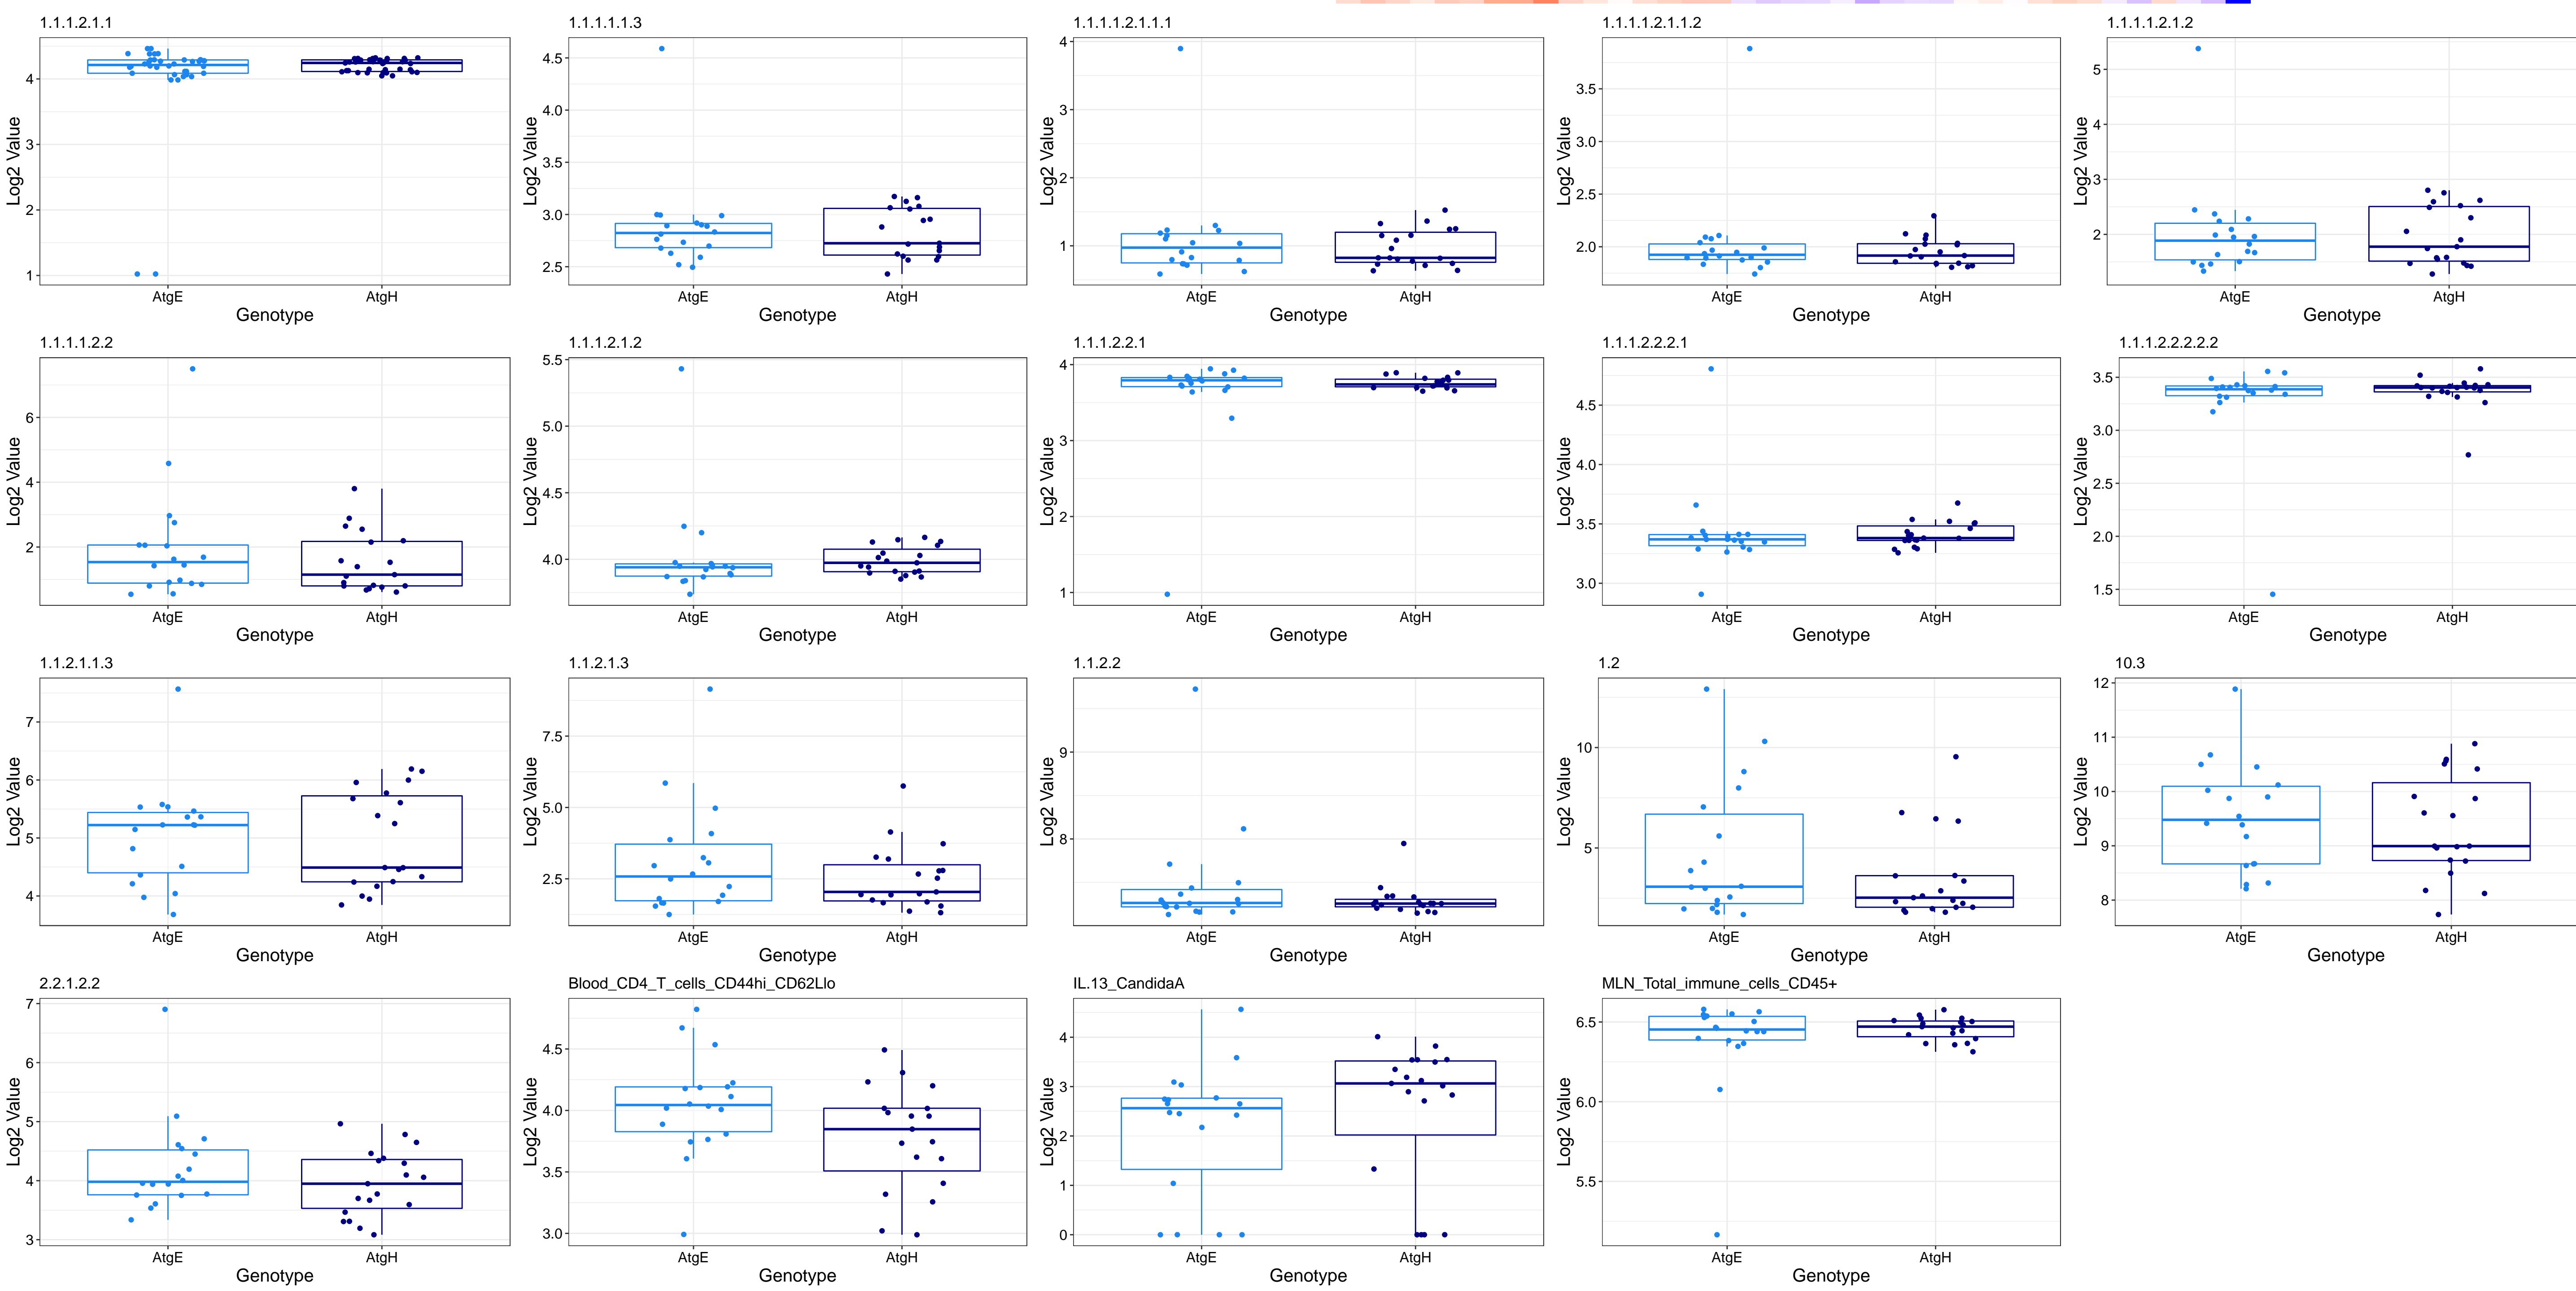 1.1.1.2.1.1
1.1.1.1.1.3
1.1.1.1.2.1.1.1
1.1.1.1.2.1.1.2
1.1.1.1.2.1.2
Log2 Value
4
3
2
1
AtgE
AtgH
Genotype
Log2 Value
4.5
4.0
3.5
3.0
2.5
AtgE
AtgH
Genotype
Log2 Value
4
3
2
1
AtgE
AtgH
Genotype
Log2 Value
3.5
3.0
2.5
2.0
AtgE
AtgH
Genotype
Log2 Value
5
4
3
2
AtgE
AtgH
Genotype
1.1.1.1.2.2
1.1.1.2.1.2
1.1.1.2.2.1
1.1.1.2.2.2.1
1.1.1.2.2.2.2.2
Log2 Value
6
4
2
AtgE
AtgH
Genotype
Log2 Value
5.5
5.0
4.5
4.0
AtgE
AtgH
Genotype
Log2 Value
4
3
2
1
AtgE
AtgH
Genotype
Log2 Value
4.5
4.0
3.5
3.0
AtgE
AtgH
Genotype
Log2 Value
3.5
3.0
2.5
2.0
1.5
AtgE
AtgH
Genotype
1.1.2.1.1.3
1.1.2.1.3
1.1.2.2
1.2
10.3
Log2 Value
7
6
5
4
AtgE
AtgH
Genotype
Log2 Value
7.5
5.0
2.5
AtgE
AtgH
Genotype
Log2 Value
9
8
AtgE
AtgH
Genotype
Log2 Value
10
5
AtgE
AtgH
Genotype
Log2 Value
12
11
10
9
8
AtgE
AtgH
Genotype
2.2.1.2.2
Blood_CD4_T_cells_CD44hi_CD62Llo
IL.13_CandidaA
MLN_Total_immune_cells_CD45+
Log2 Value
7
6
5
4
3
AtgE
AtgH
Genotype
Log2 Value
4.5
4.0
3.5
3.0
AtgE
AtgH
Genotype
Log2 Value
4
3
2
1
0
AtgE
AtgH
Genotype
Log2 Value
6.5
6.0
5.5
AtgE
AtgH
Genotype